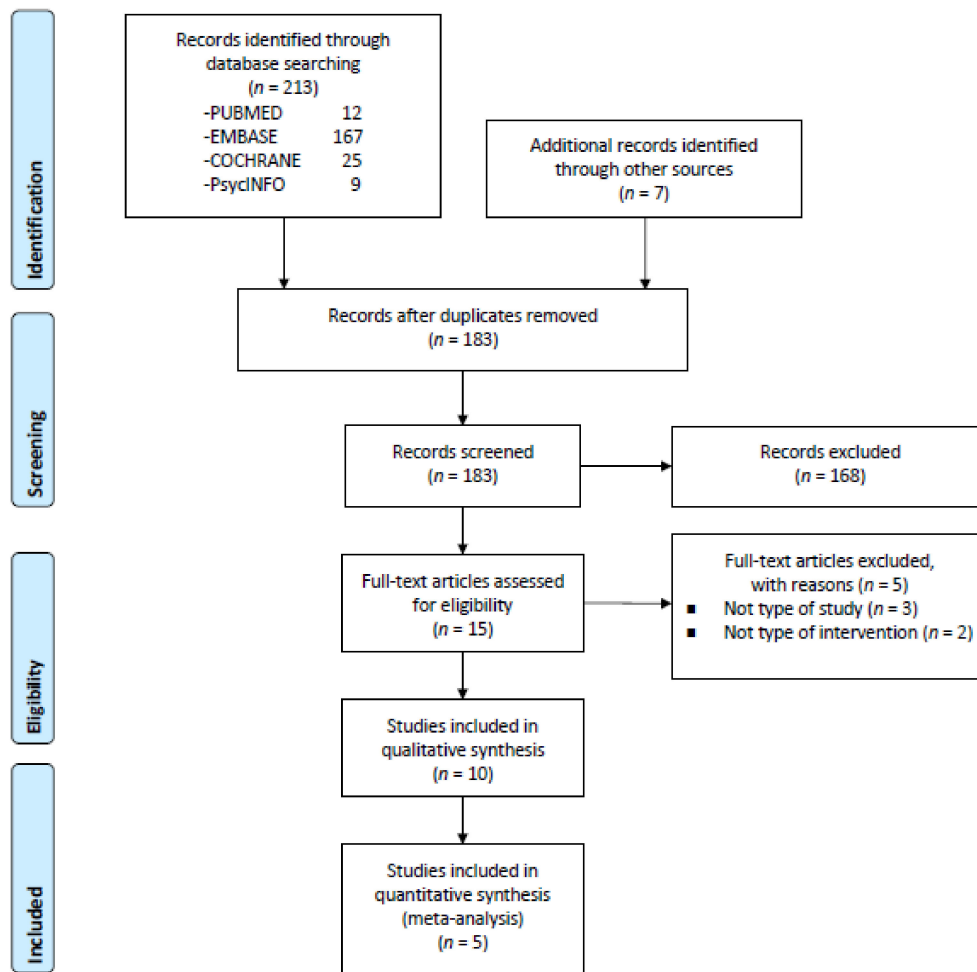 Identification
Records identified through
database searching
(n = 213)
-PUBMED 12
-EMBASE 167
-COCHRANE 25
-PsycINFO 9
Additional records identified
through other sources
(n = 7)
Records after duplicates removed
(n = 183)
Screening
Records screened
(n = 183)
Records excluded
(n = 168)
Eligibility
Full-text articles assessed
for eligibility
(n = 15)
Full-text articles excluded,
with reasons (n = 5)
■ Not type of study (n = 3)
■ Not type of intervention (n = 2)
Studies included in
qualitative synthesis
(n = 10)
Included
Studies included in
quantitative synthesis
(meta-analysis)
(n = 5)